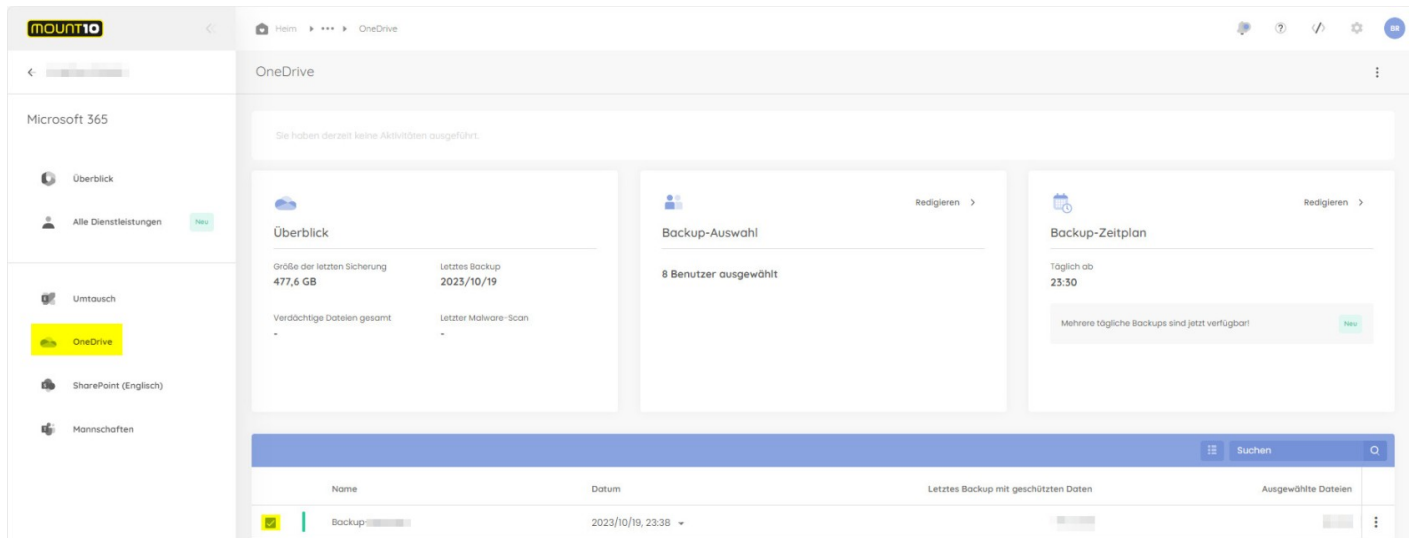 MOUNT10
Heim ▸ ••• ▸ OneDrive
BR
OneDrive
Microsoft 365
Sie haben derzeit keine Aktivitäten ausgeführt.
Überblick
Alle Dienstleistungen Neu
Umtausch
OneDrive
SharePoint (Englisch)
Mannschaften
Überblick
Größe der letzten Sicherung Letztes Backup
477,6 GB 2023/10/19
Verdächtige Dateien gesamt Letzter Malware-Scan
- -
Redigieren >
Backup-Auswahl
8 Benutzer ausgewählt
Redigieren >
Backup-Zeitplan
Täglich ab
23:30
Mehrere tägliche Backups sind jetzt verfügbar! Neu
Suchen
Name Datum Letztes Backup mit geschützten Daten Ausgewählte Dateien
Backup- 2023/10/19, 23:38